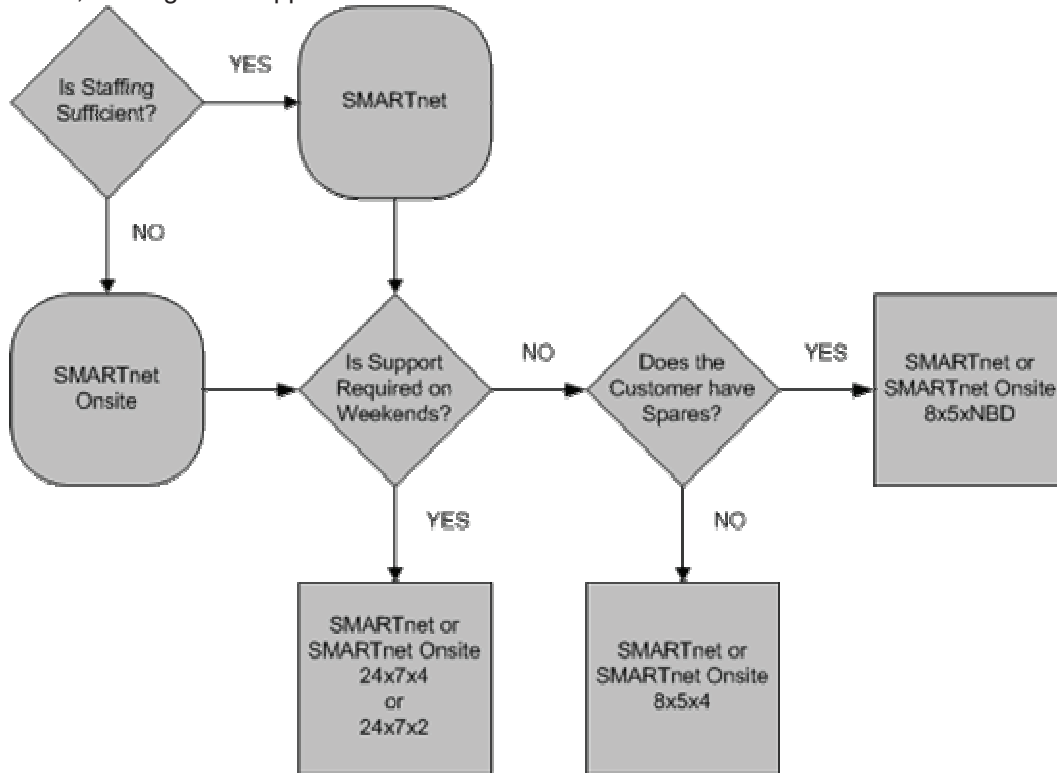 Is Staffing
Sufficient?
YES
SMARTnet
NO
SMARTnet
Onsite
Is Support
Required on
Weekends?
NO
Does the
Customer have
Spares?
YES
SMARTnet or
SMARTnet Onsite
8x5xNBD
YES
NO
SMARTnet or
SMARTnet Onsite
24x7x4
or
24x7x2
SMARTnet or
SMARTnet Onsite
8x5x4